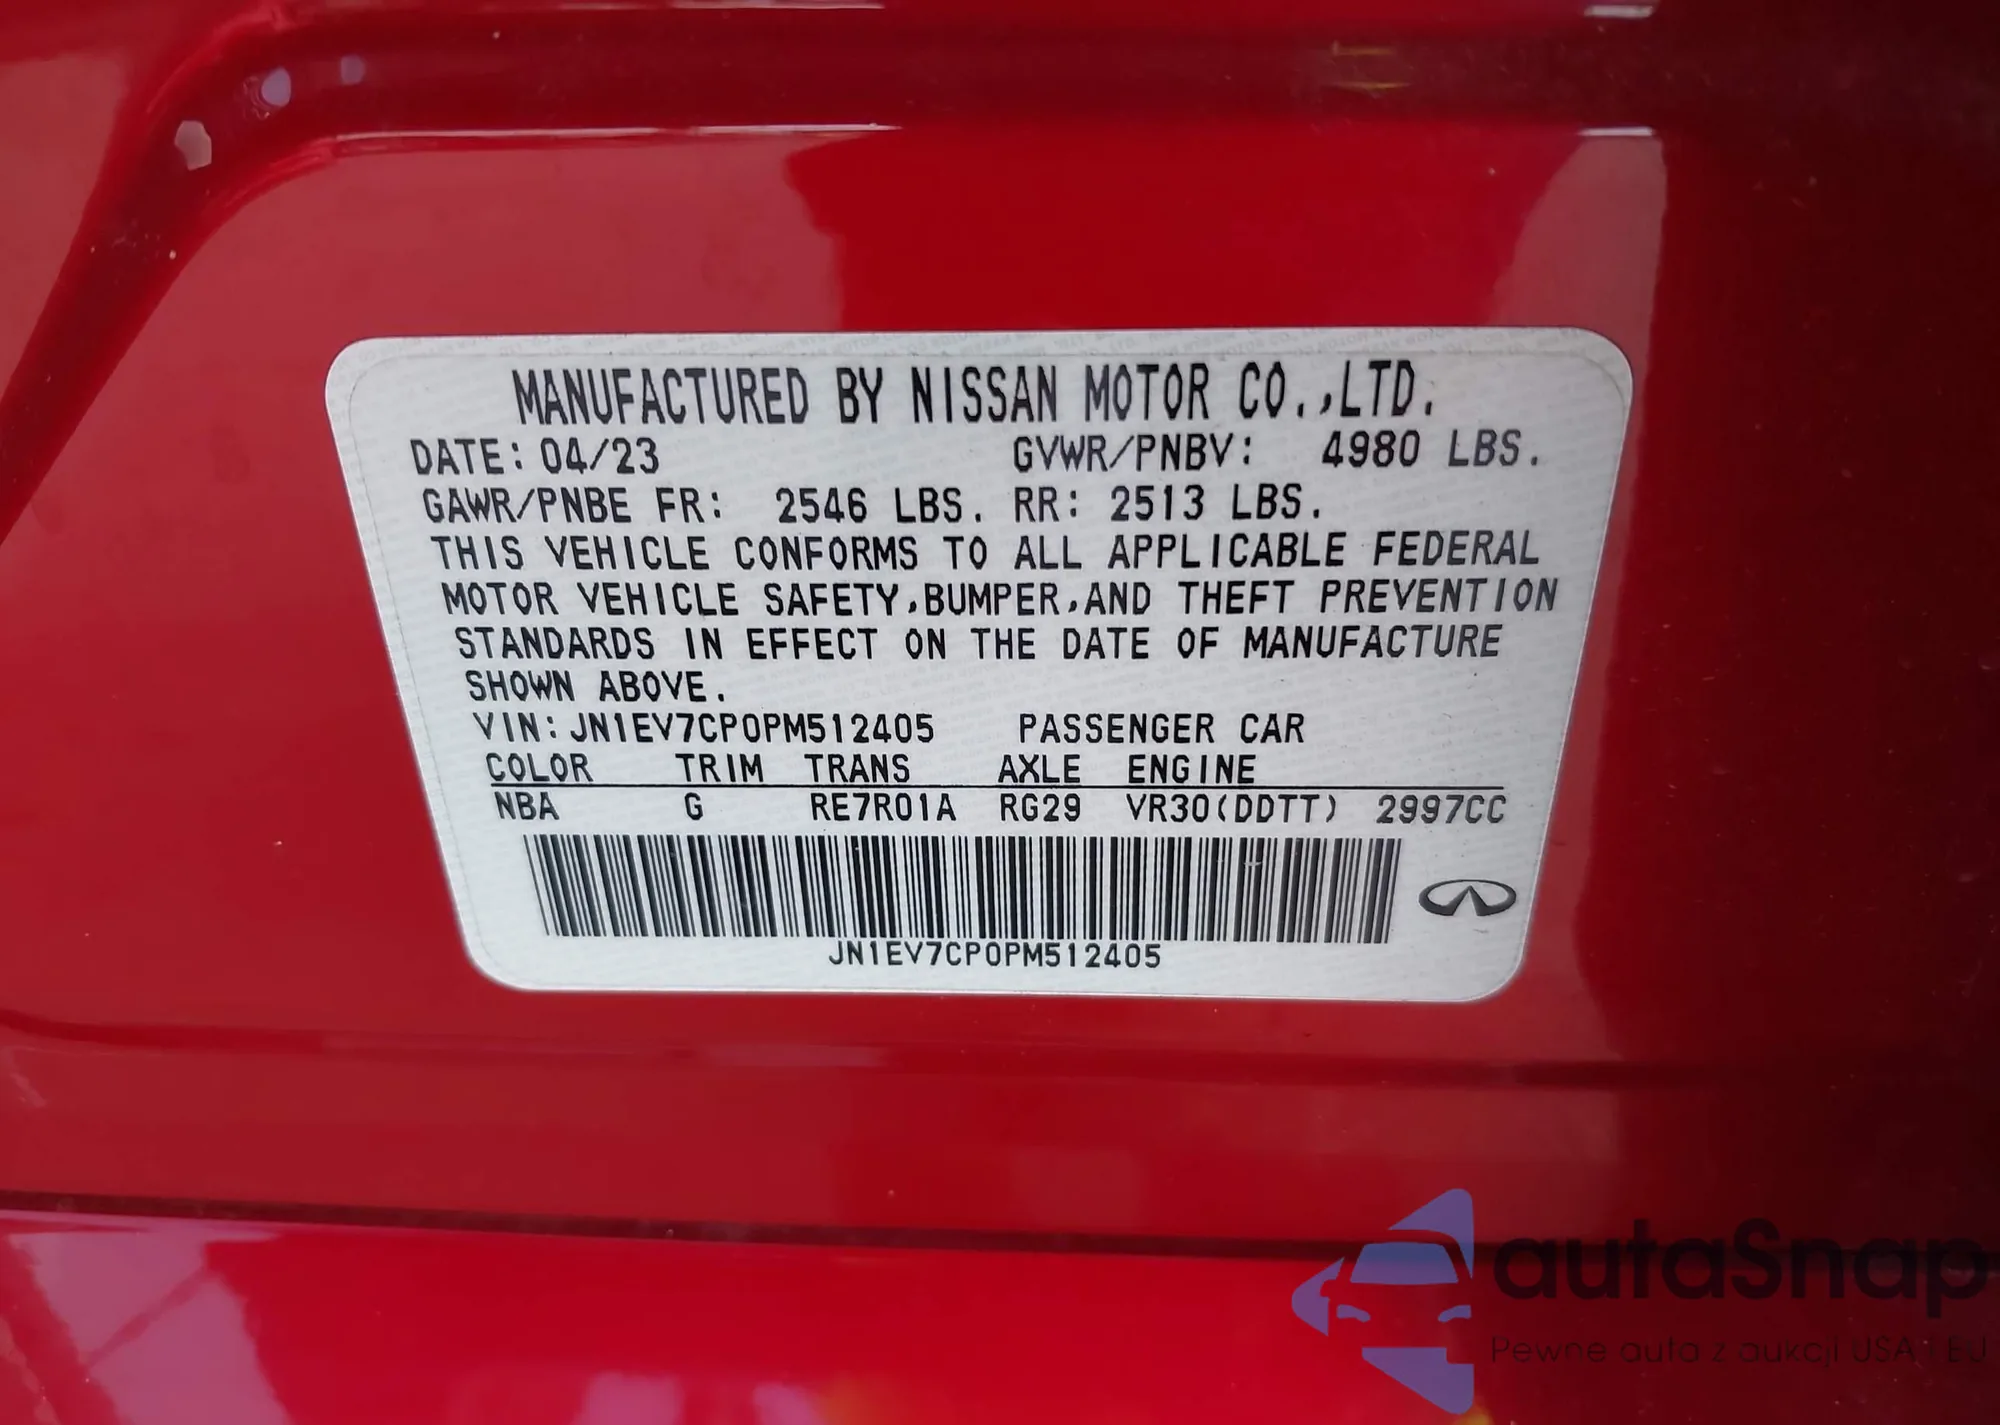 MANUFACTURED BY NISSAN MOTOR CO.,LTD.
DATE: 04/23 GVWR/PNBV: 4980 LBS.
GAWR/PNBE FR: 2546 LBS. RR: 2513 LBS.
THIS VEHICLE CONFORMS TO ALL APPLICABLE FEDERAL
MOTOR VEHICLE SAFETY,BUMPER,AND THEFT PREVENTION
STANDARDS IN EFFECT ON THE DATE OF MANUFACTURE
SHOWN ABOVE.
VIN:JN1EV7CP0PM512405 PASSENGER CAR
COLOR TRIM TRANS AXLE ENGINE
NBA G RE7R01A RG29 VR30(DDTT) 2997CC
JN1EV7CP0PM512405
autaSnap
Pewne auta z aukcji USA i EU